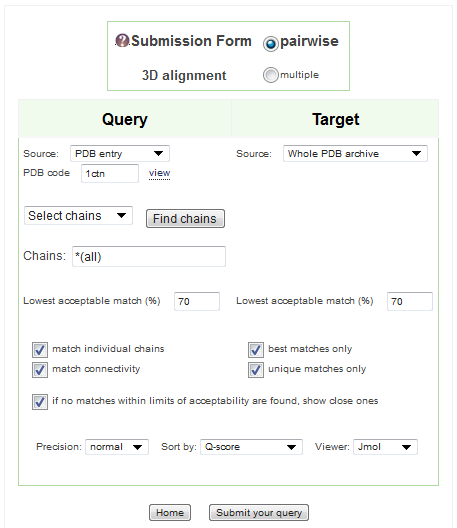 Submission Form pairwise
3D alignment multiple
Query Target
Source: PDB entry Source: Whole PDB archive
PDB code 1ctn view
Select chains Find chains
Chains: *(all)
Lowest acceptable match (%) 70 Lowest acceptable match (%) 70
match individual chains best matches only
match connectivity unique matches only
if no matches within limits of acceptability are found, show close ones
Precision: normal Sort by: Q-score Viewer: Jmol
Home Submit your query